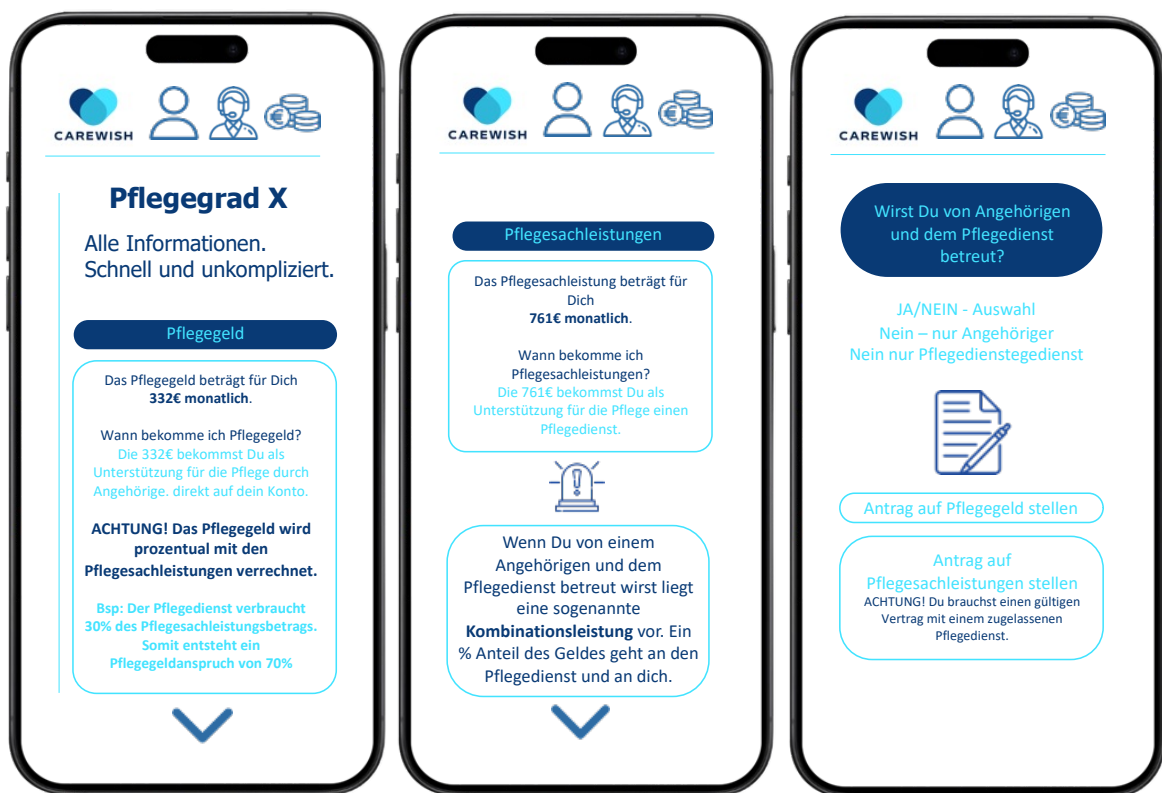 CAREWISH
Pflegegrad X
Alle Informationen.
Schnell und unkompliziert.
Pflegegeld
Das Pflegegeld beträgt für Dich
332€ monatlich.
Wann bekomme ich Pflegegeld?
Die 332€ bekommst Du als
Unterstützung für die Pflege durch
Angehörige. direkt auf dein Konto.
ACHTUNG! Das Pflegegeld wird
prozentual mit den
Pflegesachleistungen verrechnet.
Bsp: Der Pflegedienst verbraucht
30% des Pflegesachleistungsbetrags.
Somit entsteht ein
Pflegegeldanspruch von 70%
CAREWISH
Pflegesachleistungen
Das Pflegesachleistung beträgt für
Dich
761€ monatlich.
Wann bekomme ich
Pflegesachleistungen?
Die 761€ bekommst Du als
Unterstützung für die Pflege einen
Pflegedienst.
Wenn Du von einem
Angehörigen und dem
Pflegedienst betreut wirst liegt
eine sogenannte
Kombinationsleistung vor. Ein
% Anteil des Geldes geht an den
Pflegedienst und an dich.
CAREWISH
Wirst Du von Angehörigen
und dem Pflegedienst
betreut?
JA/NEIN - Auswahl
Nein – nur Angehöriger
Nein nur Pflegedienstegedienst
Antrag auf Pflegegeld stellen
Antrag auf
Pflegesachleistungen stellen
ACHTUNG! Du brauchst einen gültigen
Vertrag mit einem zugelassenen
Pflegedienst.